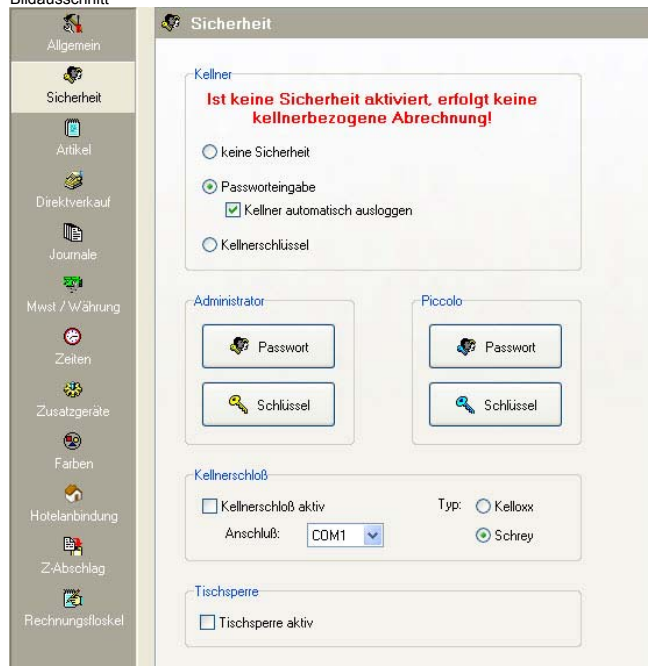 Bildausschnitt
Allgemein
Sicherheit
Artikel
Direktverkauf
Journale
Mwst / Währung
Zeiten
Zusatzgeräte
Farben
Hotelanbindung
Z-Abschlag
Rechnungsfloskel
Sicherheit
Kellner
Ist keine Sicherheit aktiviert, erfolgt keine
kellnerbezogene Abrechnung!
keine Sicherheit
Passworteingabe
Kellner automatisch ausloggen
Kellnerschlüssel
Administrator
Passwort
Schlüssel
Piccolo
Passwort
Schlüssel
Kellnerschloß
Kellnerschloß aktiv
Typ: Kelloxx
Anschluß: COM1
Schrey
Tischsperre
Tischsperre aktiv